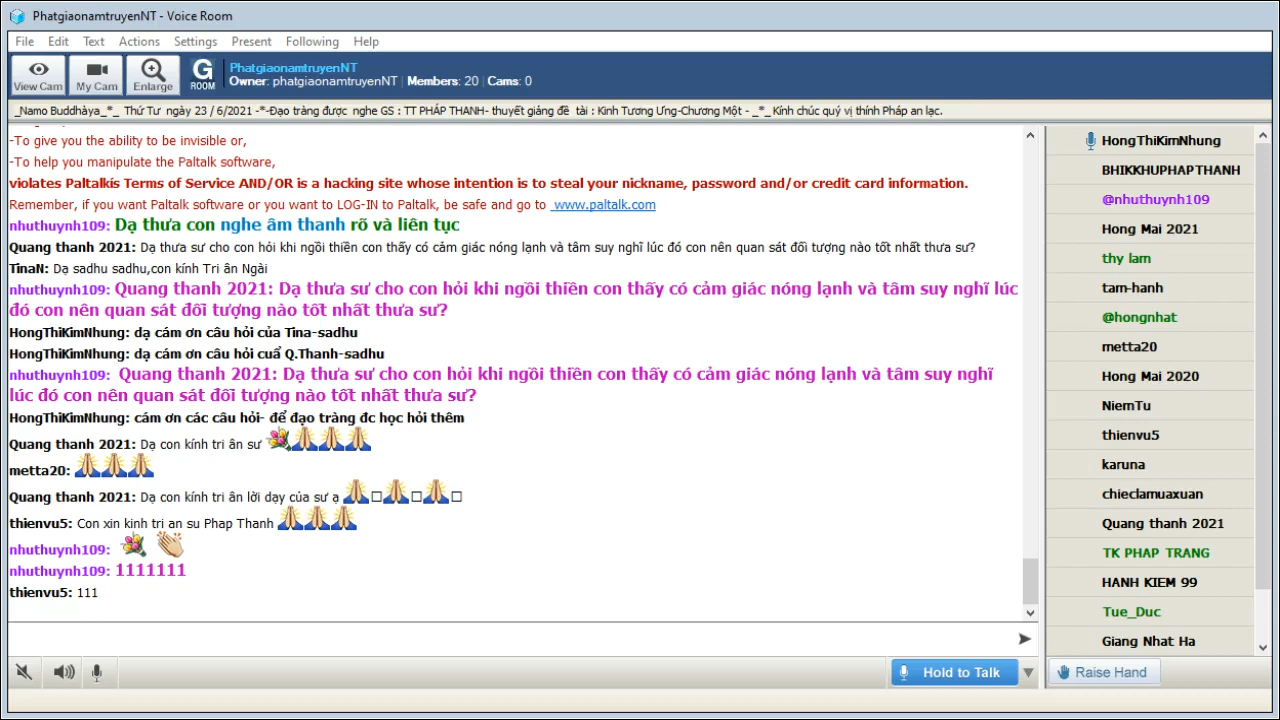 PhatgiaonamtruyenNT - Voice Room
File Edit Text Actions Settings Present Following Help
View Cam My Cam Enlarge G ROOM
PhatgiaonamtruyenNT
Owner: phatgiaonamtruyenNT | Members: 20 | Cams: 0
_Namo Buddhàya_*_ Thứ Tư ngày 23 / 6/2021 -*-Đạo tràng được nghe GS : TT PHÁP THANH- thuyết giảng đề tài : Kinh Tương Ưng-Chương Một - _*_ Kính chúc quý vị thính Pháp an lạc.
-To give you the ability to be invisible or,
-To help you manipulate the Paltalk software,
violates Paltalkis Terms of Service AND/OR is a hacking site whose intention is to steal your nickname, password and/or credit card information.
Remember, if you want Paltalk software or you want to LOG-IN to Paltalk, be safe and go to www.paltalk.com
nhuthuynh109: Dạ thưa con nghe âm thanh rõ và liên tục
Quang thanh 2021: Dạ thưa sư cho con hỏi khi ngồi thiền con thấy có cảm giác nóng lạnh và tâm suy nghĩ lúc đó con nên quan sát đối tượng nào tốt nhất thưa sư?
TinaN: Dạ sadhu sadhu,con kính Tri ân Ngài
nhuthuynh109: Quang thanh 2021: Dạ thưa sư cho con hỏi khi ngồi thiền con thấy có cảm giác nóng lạnh và tâm suy nghĩ lúc
đó con nên quan sát đối tượng nào tốt nhất thưa sư?
HongThiKimNhung: dạ cám ơn câu hỏi của Tina-sadhu
HongThiKimNhung: dạ cám ơn câu hỏi cuả Q.Thanh-sadhu
nhuthuynh109: Quang thanh 2021: Dạ thưa sư cho con hỏi khi ngồi thiền con thấy có cảm giác nóng lạnh và tâm suy nghĩ
lúc đó con nên quan sát đối tượng nào tốt nhất thưa sư?
HongThiKimNhung: cám ơn các câu hỏi- để đạo tràng đc học hỏi thêm
Quang thanh 2021: Dạ con kính tri ân sư
metta20:
Quang thanh 2021: Dạ con kính tri ân lời dạy của sư ạ
thienvu5: Con xin kinh tri an su Phap Thanh
nhuthuynh109:
nhuthuynh109: 1111111
thienvu5: 111
Hold to Talk
HongThiKimNhung
BHIKKHUPHAPTHANH
@nhuthuynh109
Hong Mai 2021
thy lam
tam-hanh
@hongnhat
metta20
Hong Mai 2020
NiemTu
thienvu5
karuna
chieclamuaxuan
Quang thanh 2021
TK PHAP TRANG
HANH KIEM 99
Tue_Duc
Giang Nhat Ha
Raise Hand